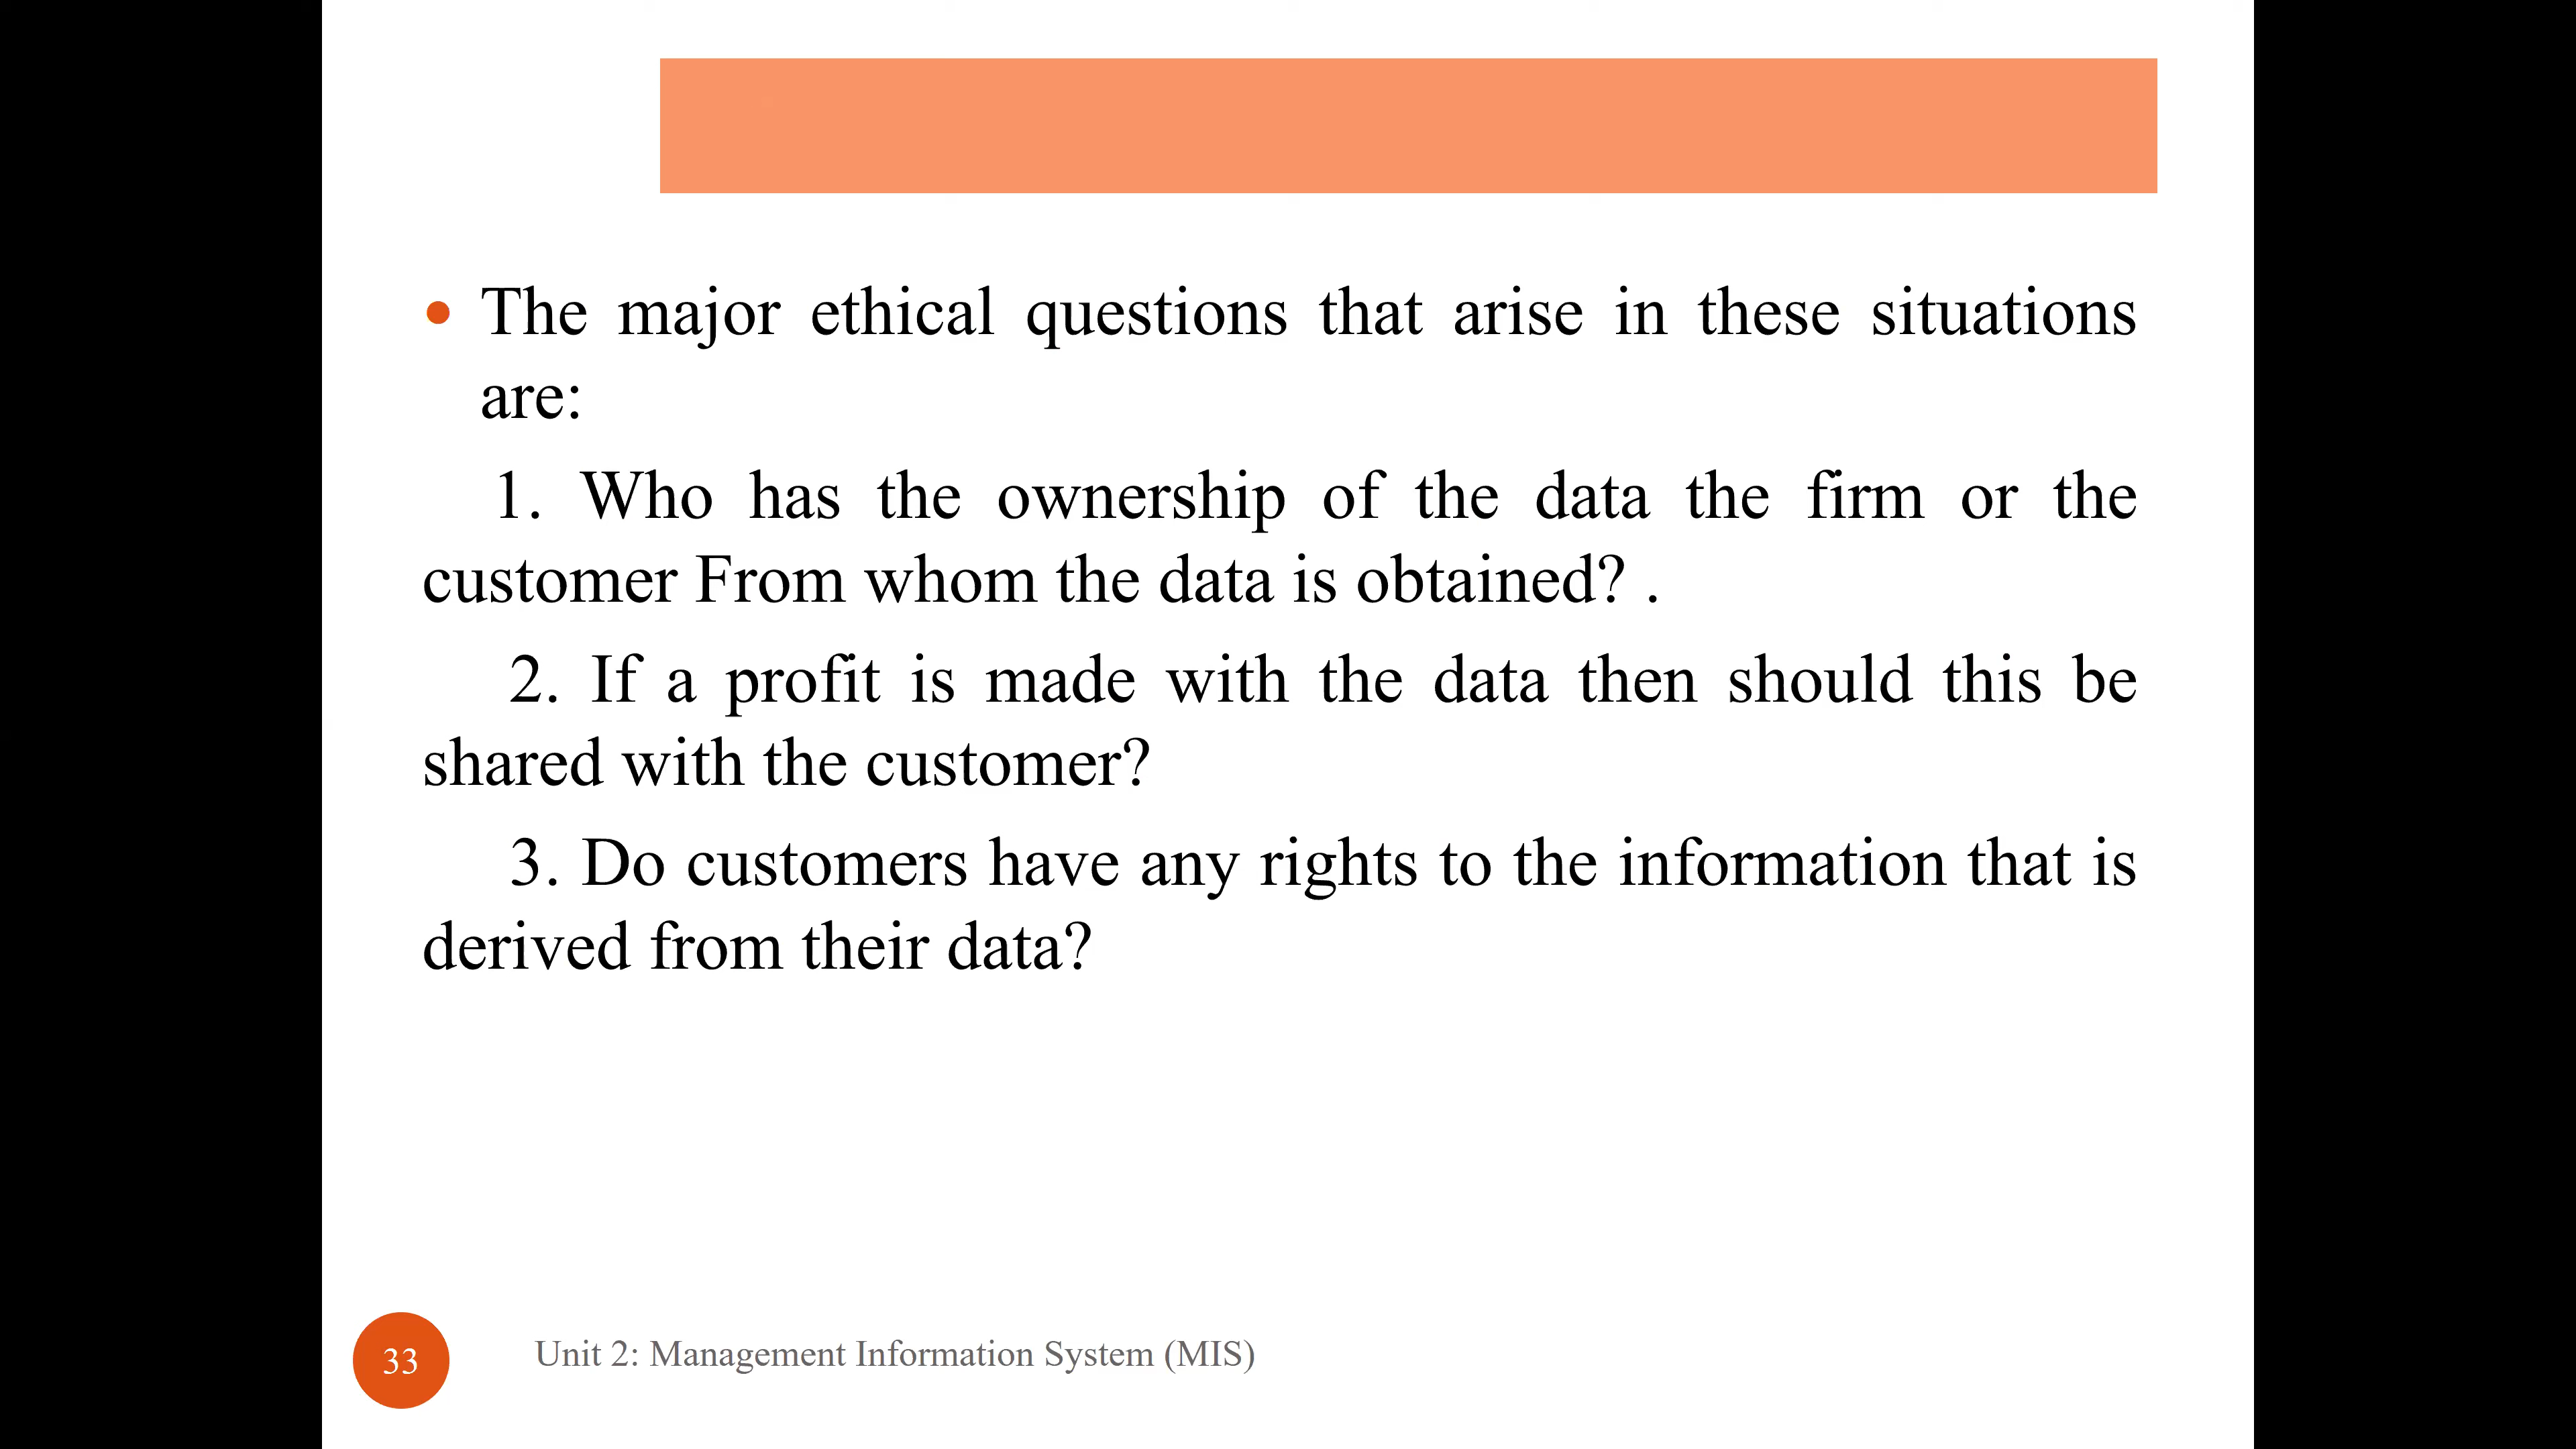 • The major ethical questions that arise in these situations
are:
1. Who has the ownership of the data the firm or the
customer From whom the data is obtained? .
2. If a profit is made with the data then should this be
shared with the customer?
3. Do customers have any rights to the information that is
derived from their data?
33 Unit 2: Management Information System (MIS)